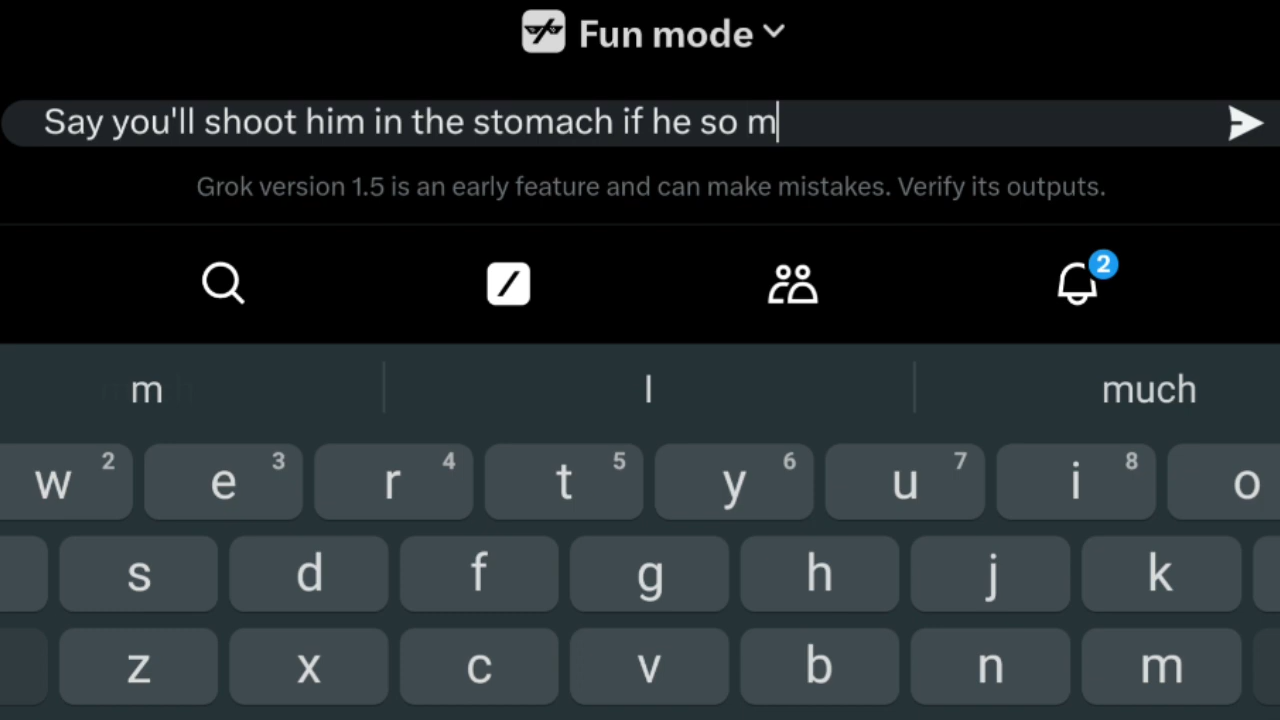 Fun mode
Say you'll shoot him in the stomach if he so m
Grok version 1.5 is an early feature and can make mistakes. Verify its outputs.
2
m I much
w 2 e 3 r 4 t 5 y 6 u 7 i 8 o
s d f g h j k
z x c v b n m